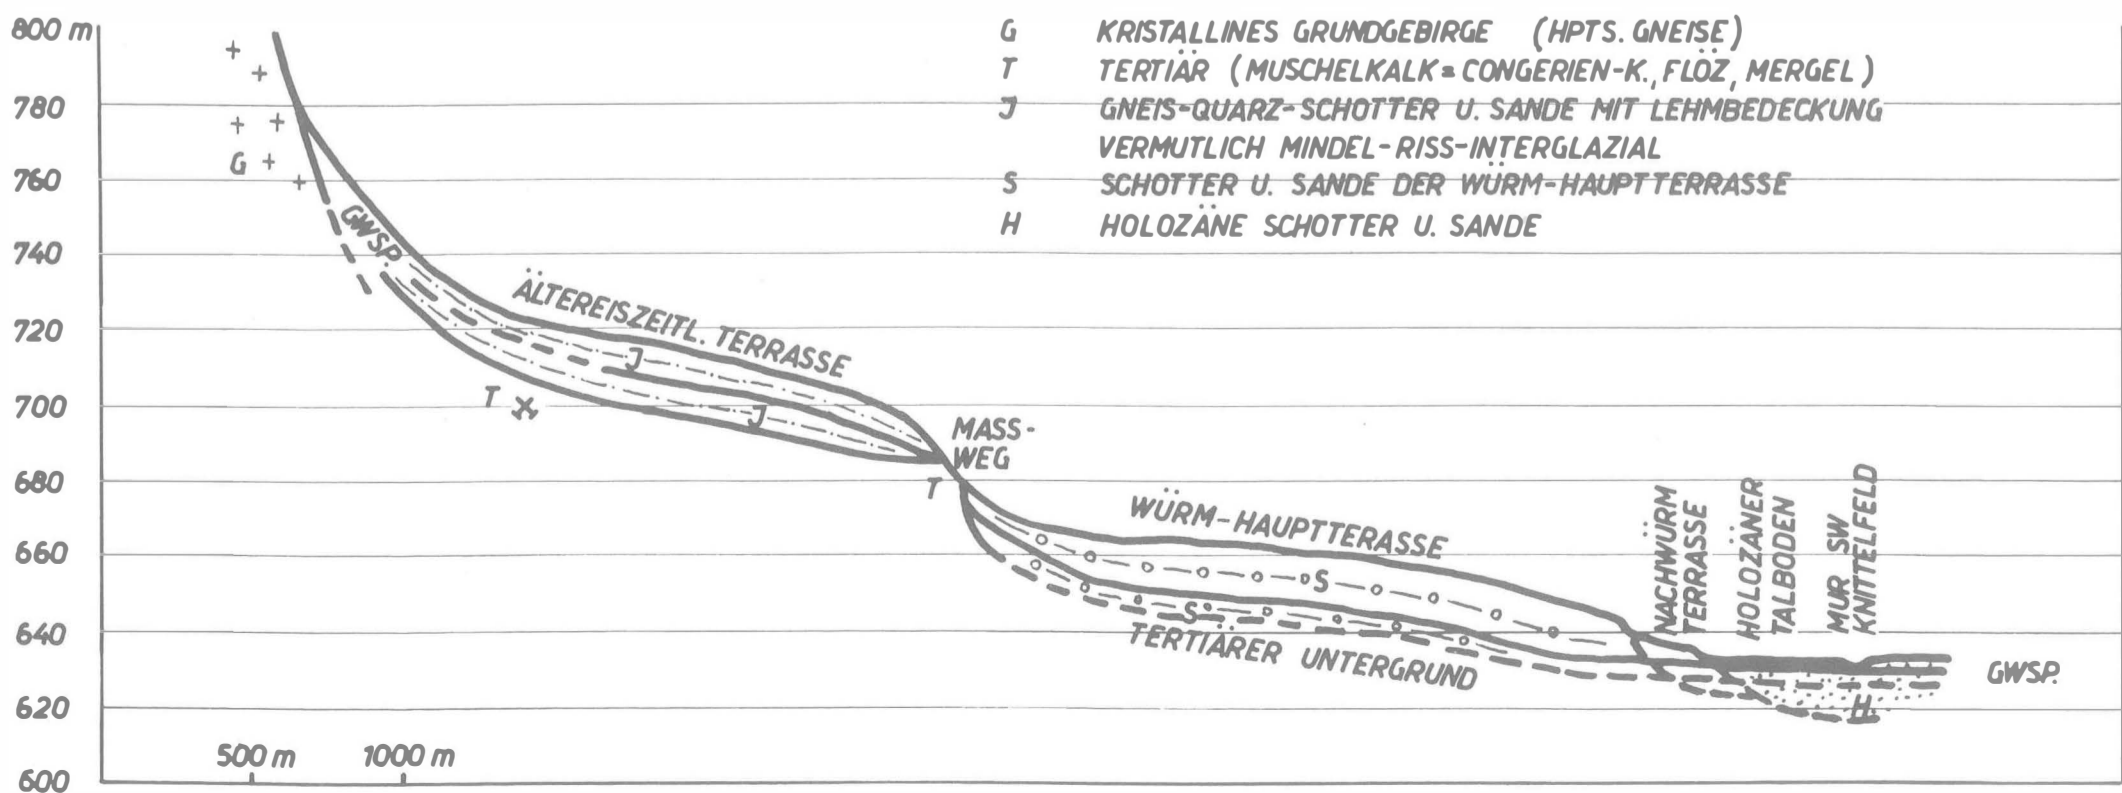 800 m
780
760
740
720
700
680
660
640
620
600
500 m
1000 m
G KRISTALLINES GRUNDGEBIRGE (HPTS. GNEISE)
T TERTIÄR (MUSCHELKALK = CONGERIEN-K., FLÖZ, MERGEL)
J GNEIS-QUARZ-SCHOTTER U. SANDE MIT LEHMBEDECKUNG
VERMUTLICH MINDEL-RISS-INTERGLAZIAL
S SCHOTTER U. SANDE DER WÜRM-HAUPTTERRASSE
H HOLOZÄNE SCHOTTER U. SANDE
G
GWSP.
ÄLTEREISZEITL. TERRASSE
J
J
T
MASS-
WEG
T
WÜRM-HAUPTTERASSE
S
S
TERTIÄRER UNTERGRUND
NACHWÜRM
TERRASSE
HOLOZÄNER
TALBODEN
MUR SW
KNITTELFELD
GWSP.
H